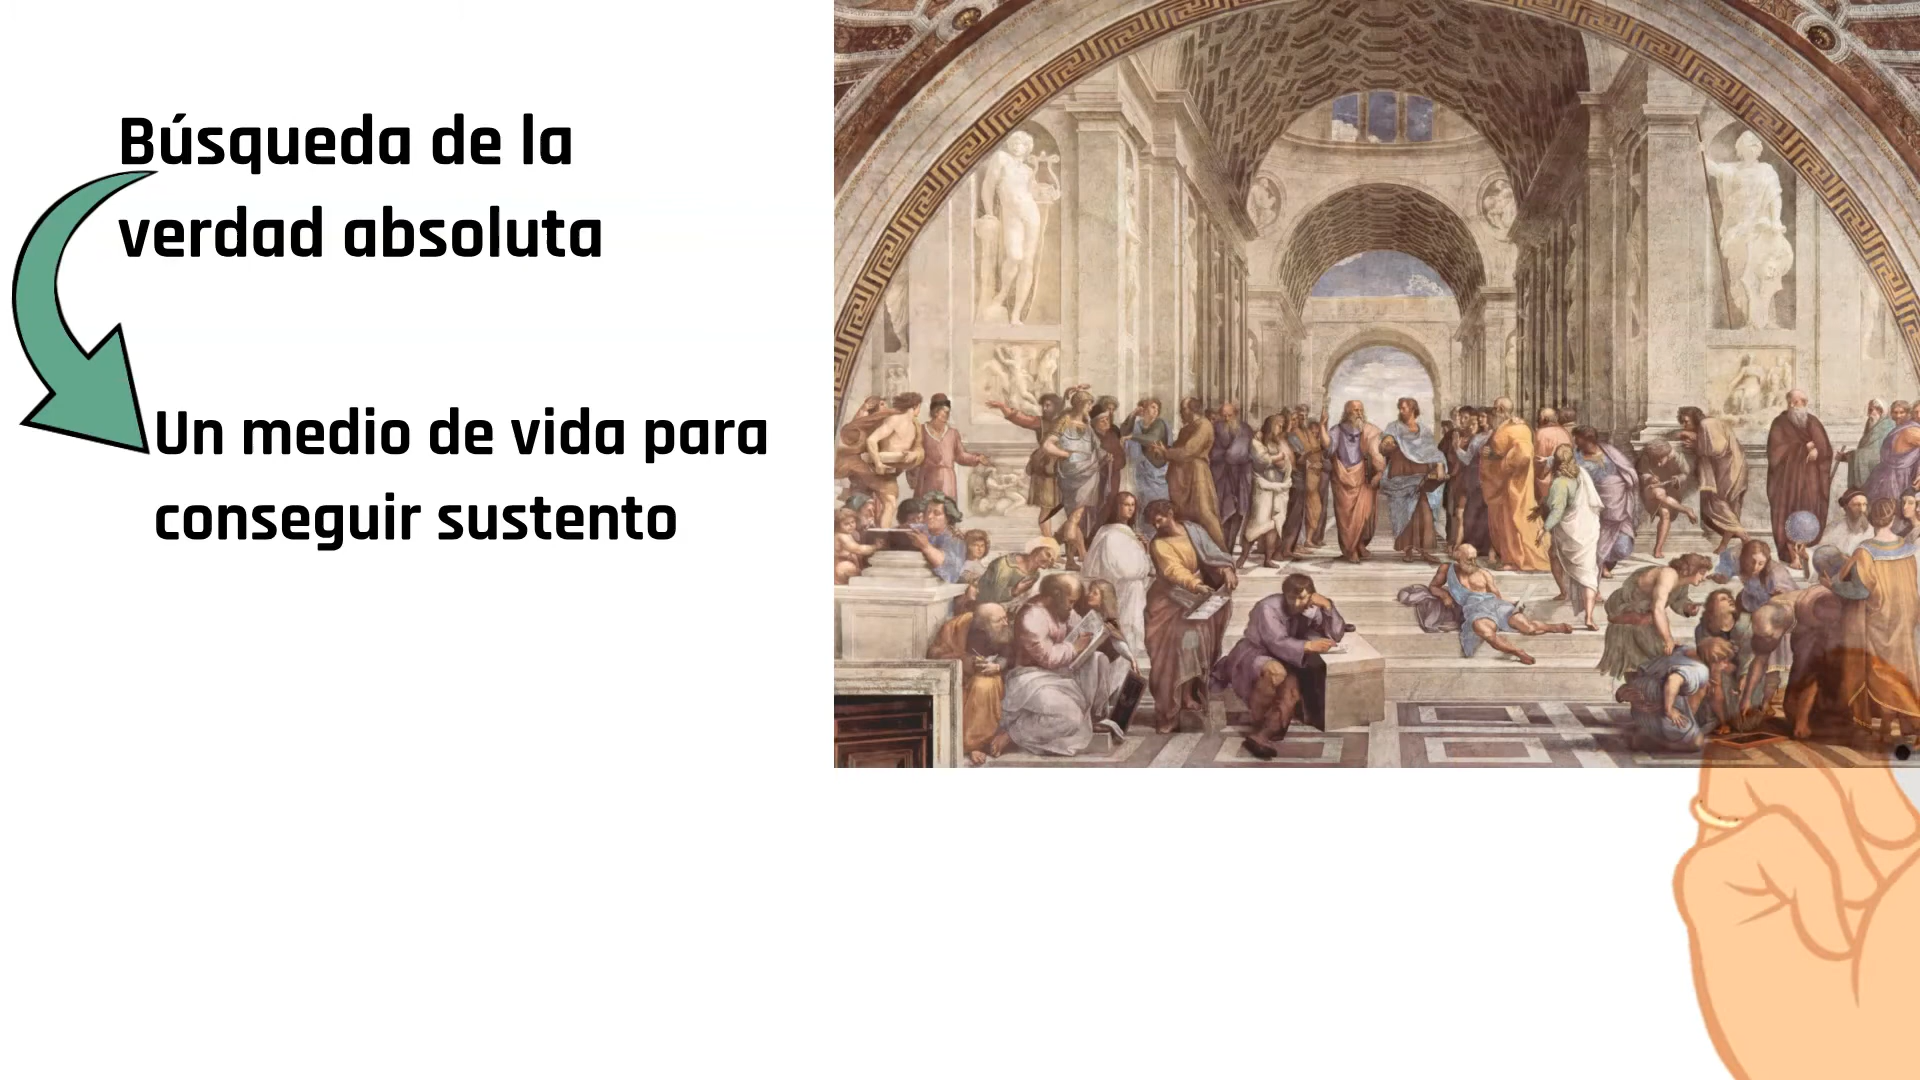 Búsqueda de la
verdad absoluta
Un medio de vida para
conseguir sustento